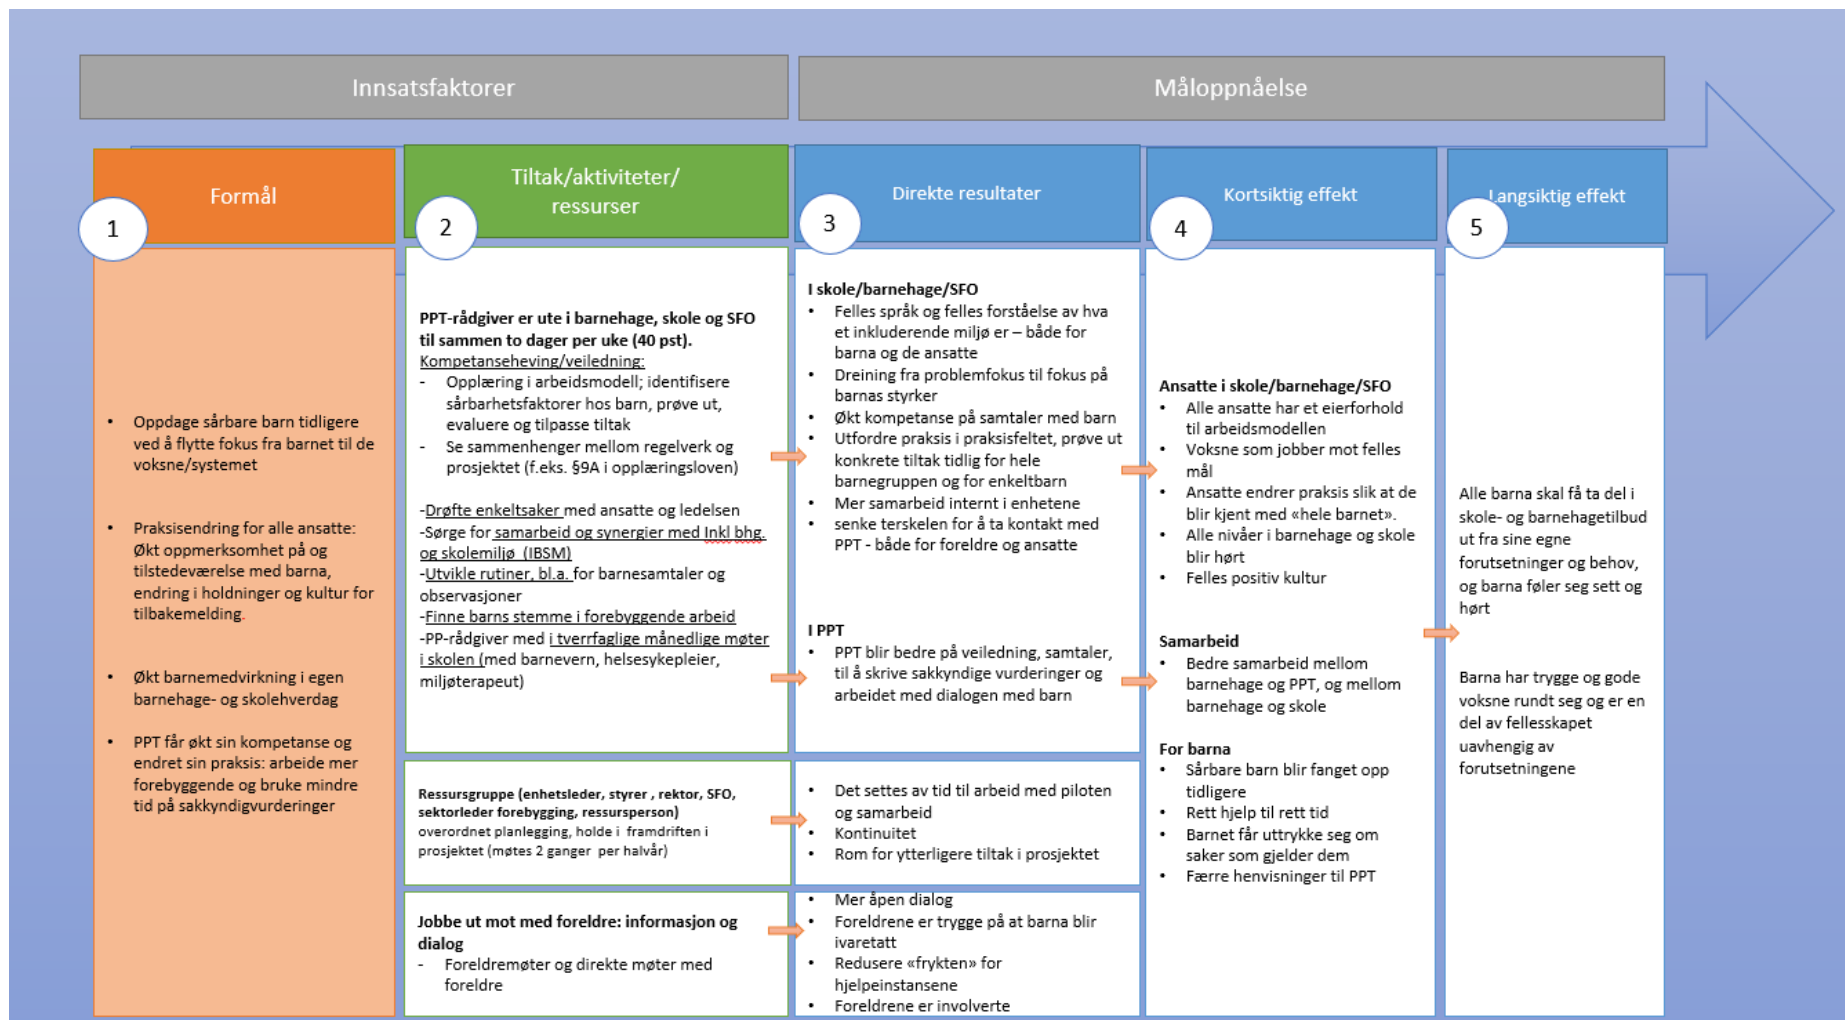 Innsatsfaktorer
Måloppnåelse
1
Formål
• Oppdage sårbare barn tidligere
ved å flytte fokus fra barnet til de
voksne/systemet
• Praksisendring for alle ansatte:
Økt oppmerksomhet på og
tilstedeværelse med barna,
endring i holdninger og kultur for
tilbakemelding.
• Økt barnemedvirkning i egen
barnehage- og skolehverdag
• PPT får økt sin kompetanse og
endret sin praksis: arbeide mer
forebyggende og bruke mindre
tid på sakkyndigvurderinger
2
Tiltak/aktiviteter/
ressurser
PPT-rådgiver er ute i barnehage, skole og SFO
til sammen to dager per uke (40 pst).
Kompetanseheving/veiledning:
- Opplæring i arbeidsmodell; identifisere
sårbarhetsfaktorer hos barn, prøve ut,
evaluere og tilpasse tiltak
- Se sammenhenger mellom regelverk og
prosjektet (f.eks. §9A i opplæringsloven)
-Drøfte enkeltsaker med ansatte og ledelsen
-Sørge for samarbeid og synergier med Inkl bhg.
og skolemiljø (IBSM)
-Utvikle rutiner, bl.a. for barnesamtaler og
observasjoner
-Finne barns stemme i forebyggende arbeid
-PP-rådgiver med i tverrfaglige månedlige møter
i skolen (med barnevern, helsesykepleier,
miljøterapeut)
Ressursgruppe (enhetsleder, styrer , rektor, SFO,
sektorleder forebygging, ressursperson)
overordnet planlegging, holde i framdriften i
prosjektet (møtes 2 ganger per halvår)
Jobbe ut mot med foreldre: informasjon og
dialog
- Foreldremøter og direkte møter med
foreldre
3
Direkte resultater
I skole/barnehage/SFO
• Felles språk og felles forståelse av hva
et inkluderende miljø er – både for
barna og de ansatte
• Dreining fra problemfokus til fokus på
barnas styrker
• Økt kompetanse på samtaler med barn
• Utfordre praksis i praksisfeltet, prøve ut
konkrete tiltak tidlig for hele
barnegruppen og for enkeltbarn
• Mer samarbeid internt i enhetene
• senke terskelen for å ta kontakt med
PPT - både for foreldre og ansatte
I PPT
• PPT blir bedre på veiledning, samtaler,
til å skrive sakkyndige vurderinger og
arbeidet med dialogen med barn
• Det settes av tid til arbeid med piloten
og samarbeid
• Kontinuitet
• Rom for ytterligere tiltak i prosjektet
• Mer åpen dialog
• Foreldrene er trygge på at barna blir
ivaretatt
• Redusere «frykten» for
hjelpeinstansene
• Foreldrene er involverte
4
Kortsiktig effekt
Ansatte i skole/barnehage/SFO
• Alle ansatte har et eierforhold
til arbeidsmodellen
• Voksne som jobber mot felles
mål
• Ansatte endrer praksis slik at de
blir kjent med «hele barnet».
• Alle nivåer i barnehage og skole
blir hørt
• Felles positiv kultur
Samarbeid
• Bedre samarbeid mellom
barnehage og PPT, og mellom
barnehage og skole
For barna
• Sårbare barn blir fanget opp
tidligere
• Rett hjelp til rett tid
• Barnet får uttrykke seg om
saker som gjelder dem
• Færre henvisninger til PPT
5
Langsiktig effekt
Alle barna skal få ta del i
skole- og barnehagetilbud
ut fra sine egne
forutsetninger og behov,
og barna føler seg sett og
hørt
Barna har trygge og gode
voksne rundt seg og er en
del av fellesskapet
uavhengig av
forutsetningene